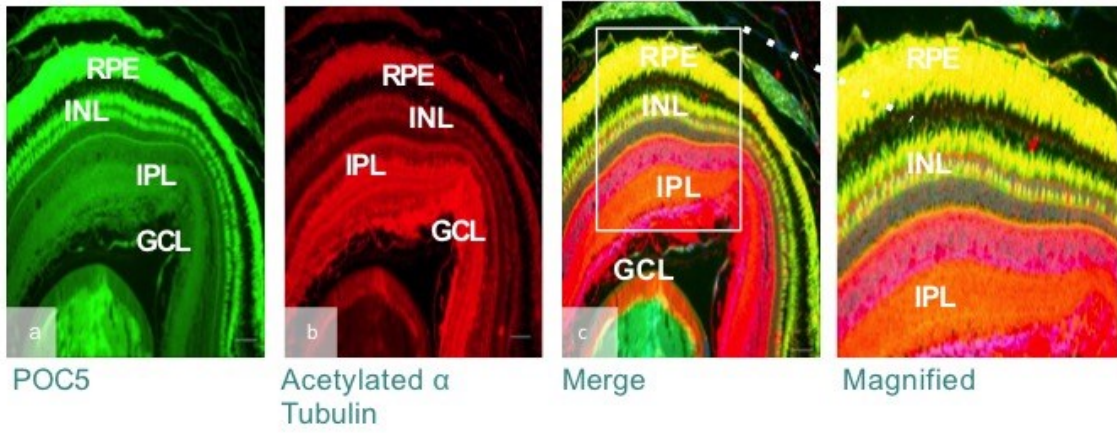 RPE
INL
IPL
GCL
a
POC5
RPE
INL
IPL
GCL
b
Acetylated α
Tubulin
RPE
INL
IPL
GCL
c
Merge
RPE
INL
IPL
Magnified